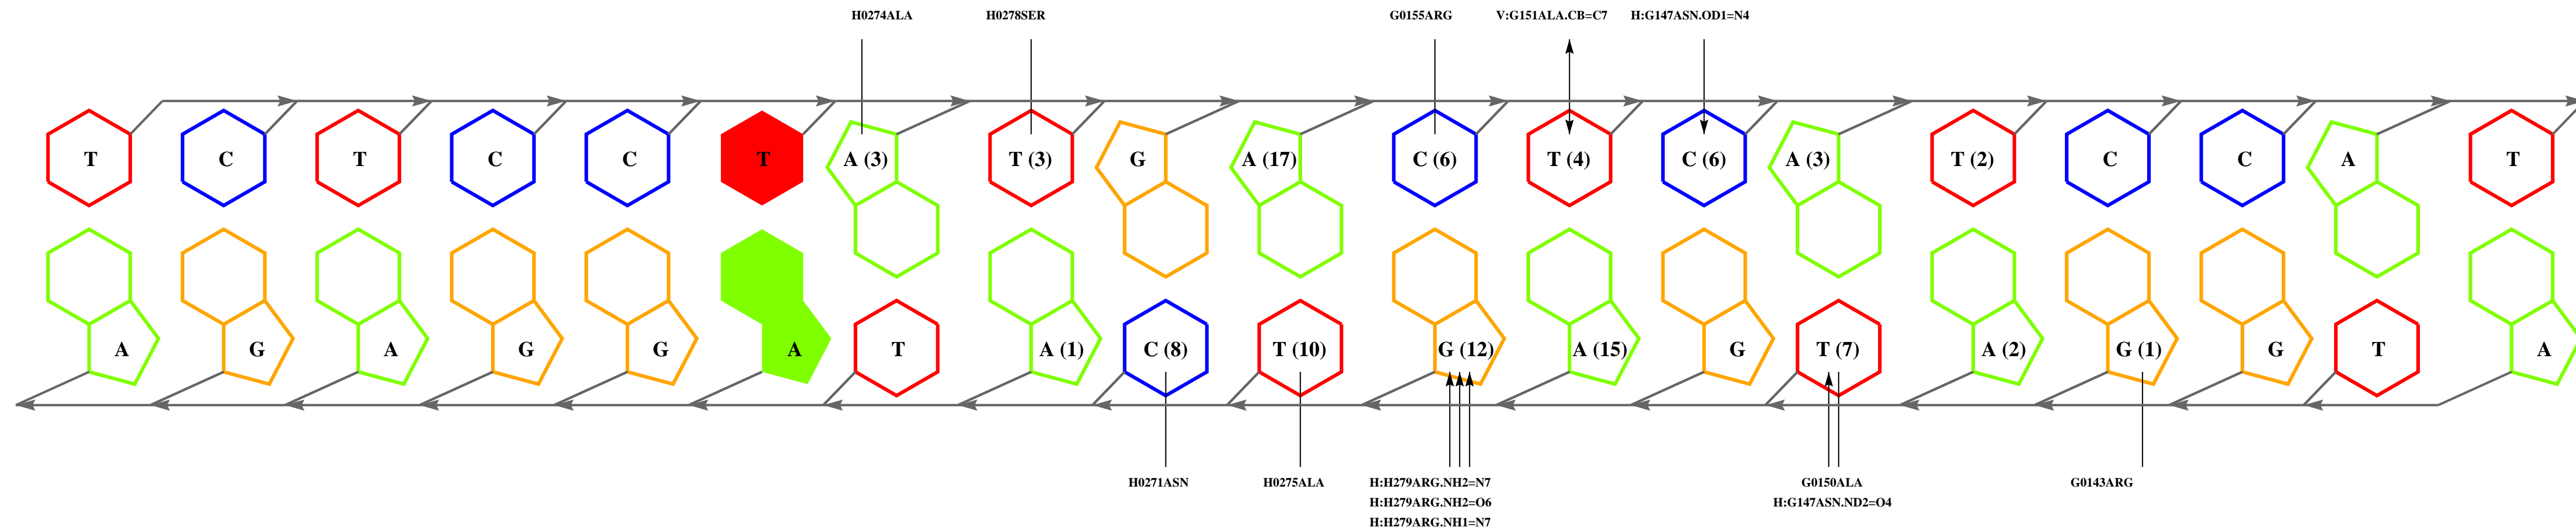 H0274ALA H0278SER G0155ARG V:G151ALA.CB=C7 H:G147ASN.OD1=N4
T C T C C T A (3) T (3) G A (17) C (6) T (4) C (6) A (3) T (2) C C A T
A G A G G A T A (1) C (8) T (10) G (12) A (15) G T (7) A (2) G (1) G T A
H0271ASN H0275ALA H:H279ARG.NH2=N7 G0150ALA G0143ARG
H:H279ARG.NH2=O6 H:G147ASN.ND2=O4
H:H279ARG.NH1=N7